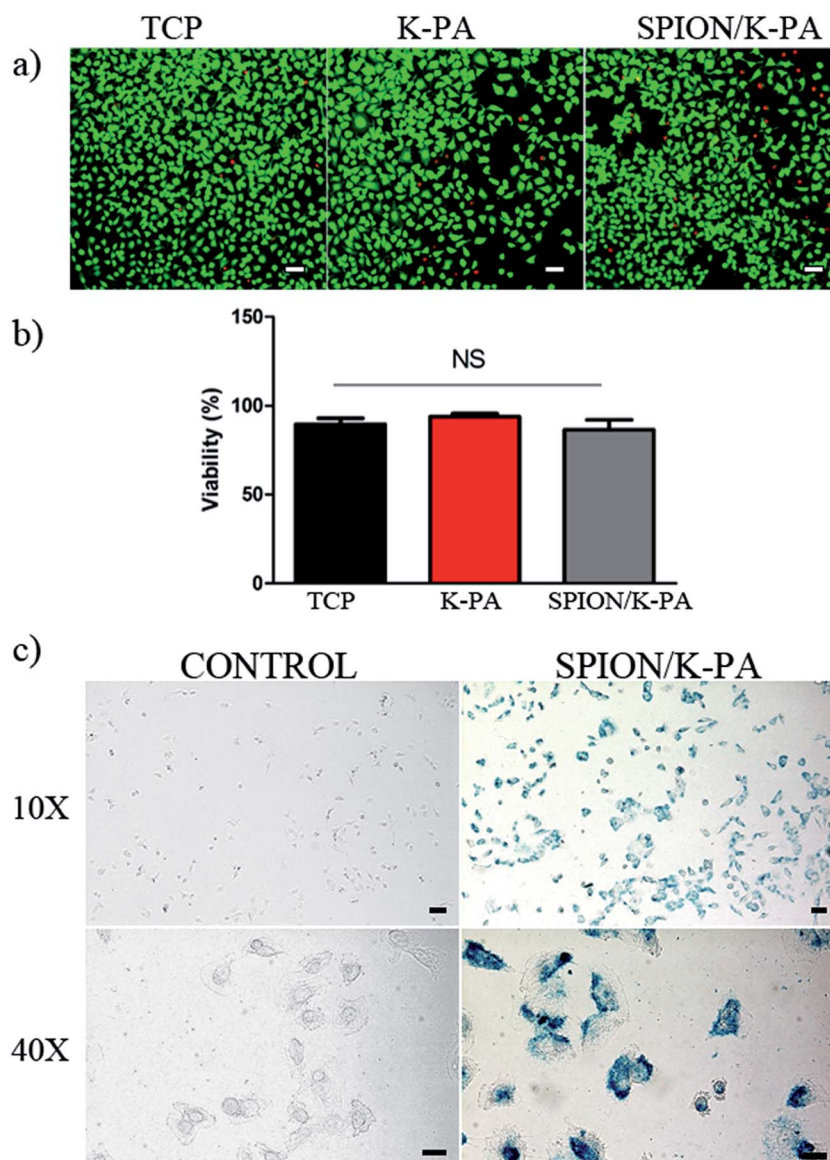 TCP K-PA SPION/K-PA
a)
b)
150
NS
100
Viability (%)
50
0
TCP K-PA SPION/K-PA
c)
CONTROL SPION/K-PA
10X
40X